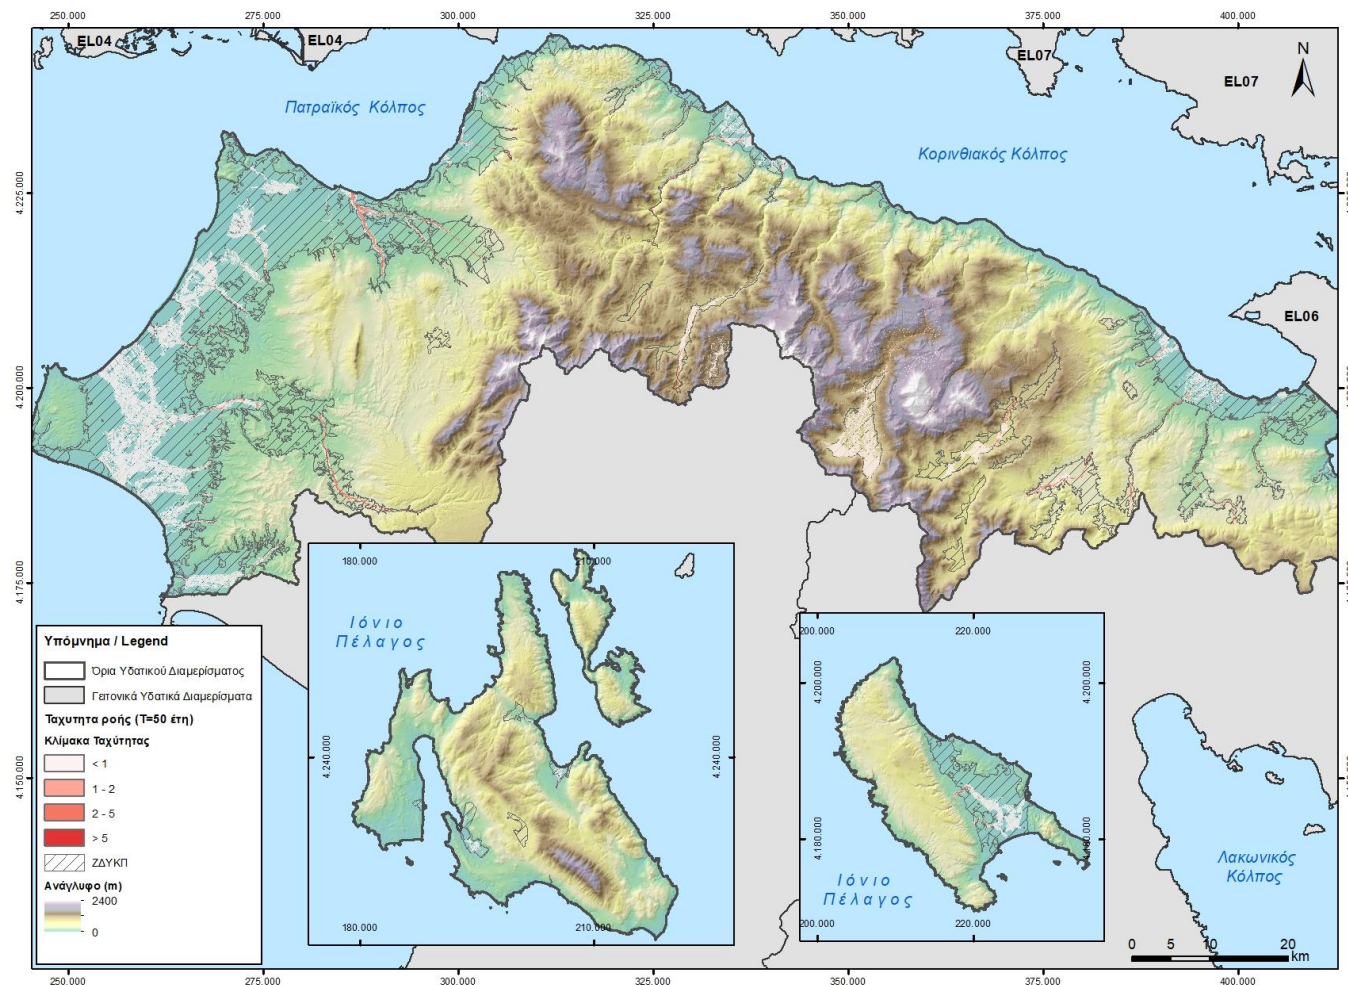 250.000 275.000 300.000 325.000 350.000 375.000 400.000
EL04 EL04 EL07 EL07
N
Πατραϊκός Κόλπος
Κορινθιακός Κόλπος
4.225.000
EL06
4.200.000
4.175.000
180.000 210.000
Ιόνιο
Πέλαγος
4.240.000 4.240.000
180.000 210.000
200.000 220.000
4.200.000 4.200.000
4.180.000 4.180.000
Ιόνιο
Πέλαγος
200.000 220.000
Λακωνικός
Κόλπος
4.150.000
Υπόμνημα / Legend
Όρια Υδατικού Διαμερίσματος
Γειτονικά Υδατικά Διαμερίσματα
Ταχυτητα ροής (T=50 έτη)
Κλίμακα Ταχύτητας
< 1
1 - 2
2 - 5
> 5
ΖΔΥΚΠ
Ανάγλυφο (m)
2400
0
0 5 10 20
km
250.000 275.000 300.000 325.000 350.000 375.000 400.000